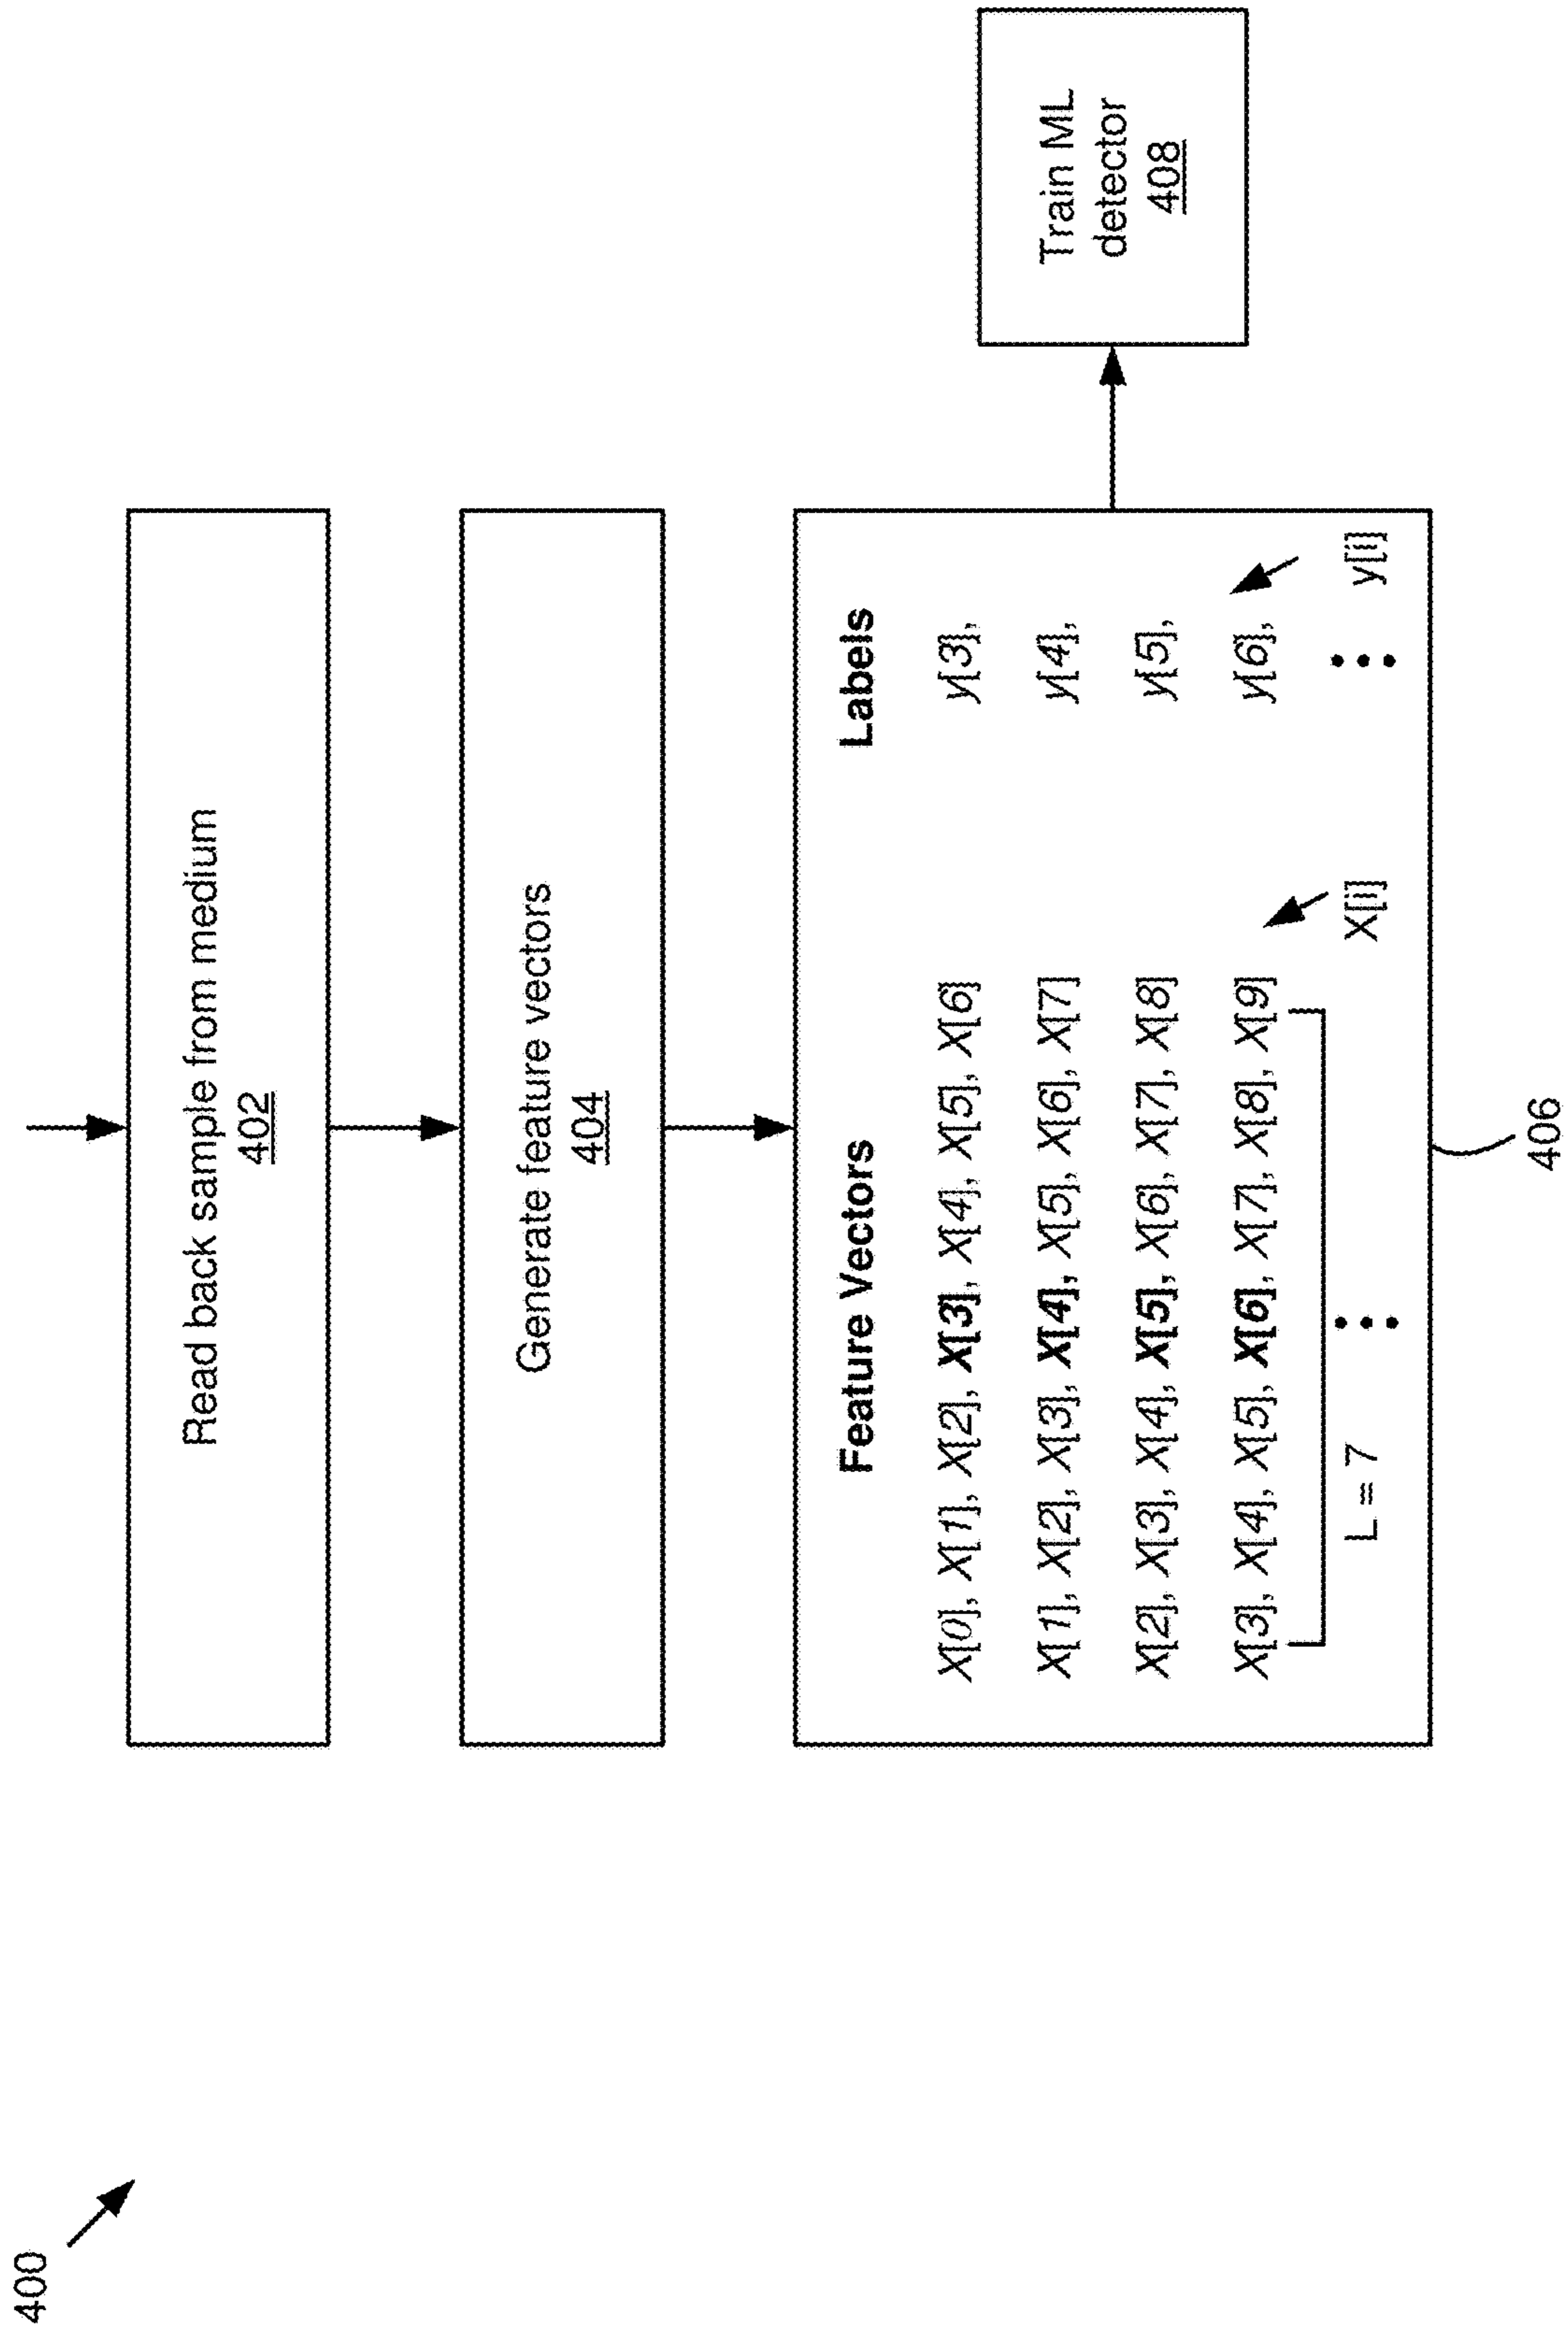 400
Read back sample from medium
402
Generate feature vectors
404
Feature Vectors
Labels
X[0], X[1], X[2], X[3], X[4], X[5], X[6]
y[3],
X[1], X[2], X[3], X[4], X[5], X[6], X[7]
y[4],
X[2], X[3], X[4], X[5], X[6], X[7], X[8]
y[5],
X[3], X[4], X[5], X[6], X[7], X[8], X[9]
y[6],
L = 7
X[i]
y[i]
406
Train ML
detector
408